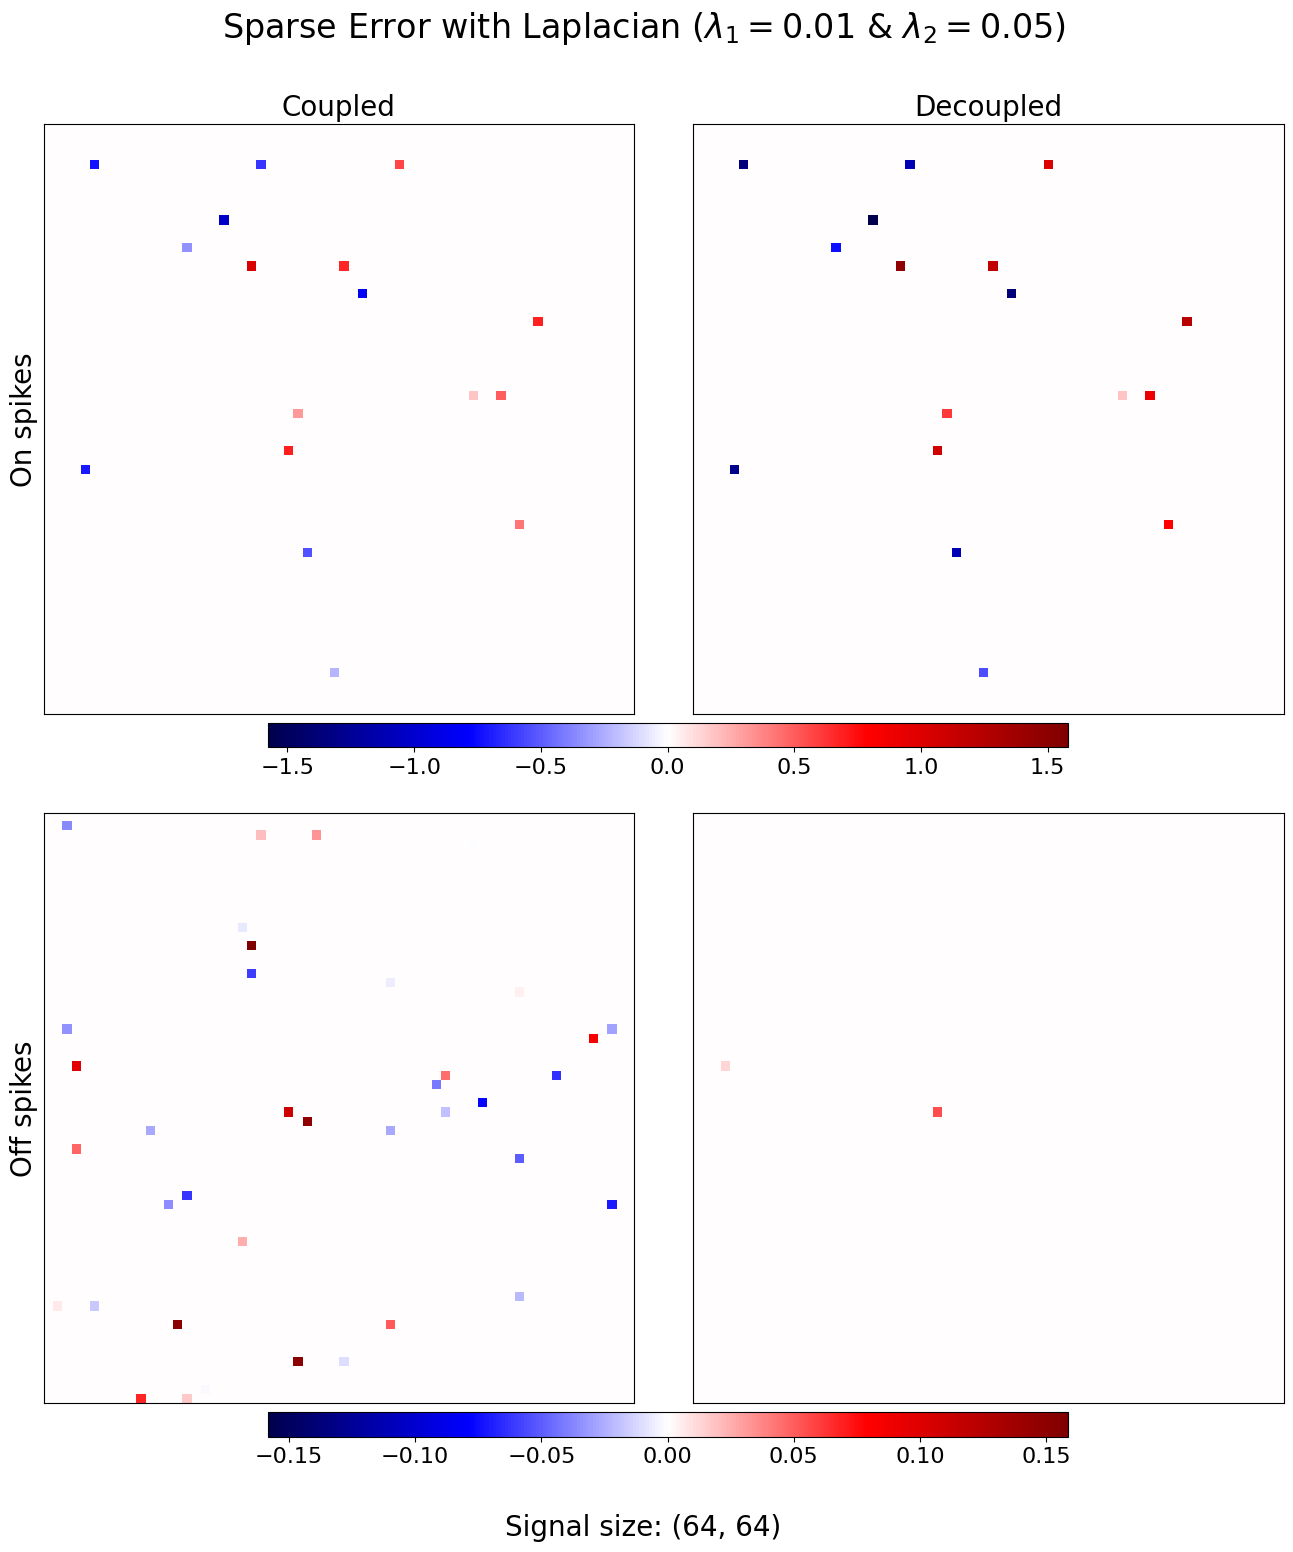 Sparse Error with Laplacian (λ₁ = 0.01 & λ₂ = 0.05)
Coupled
Decoupled
On spikes
−1.5 −1.0 −0.5 0.0 0.5 1.0 1.5
Off spikes
−0.15 −0.10 −0.05 0.00 0.05 0.10 0.15
Signal size: (64, 64)